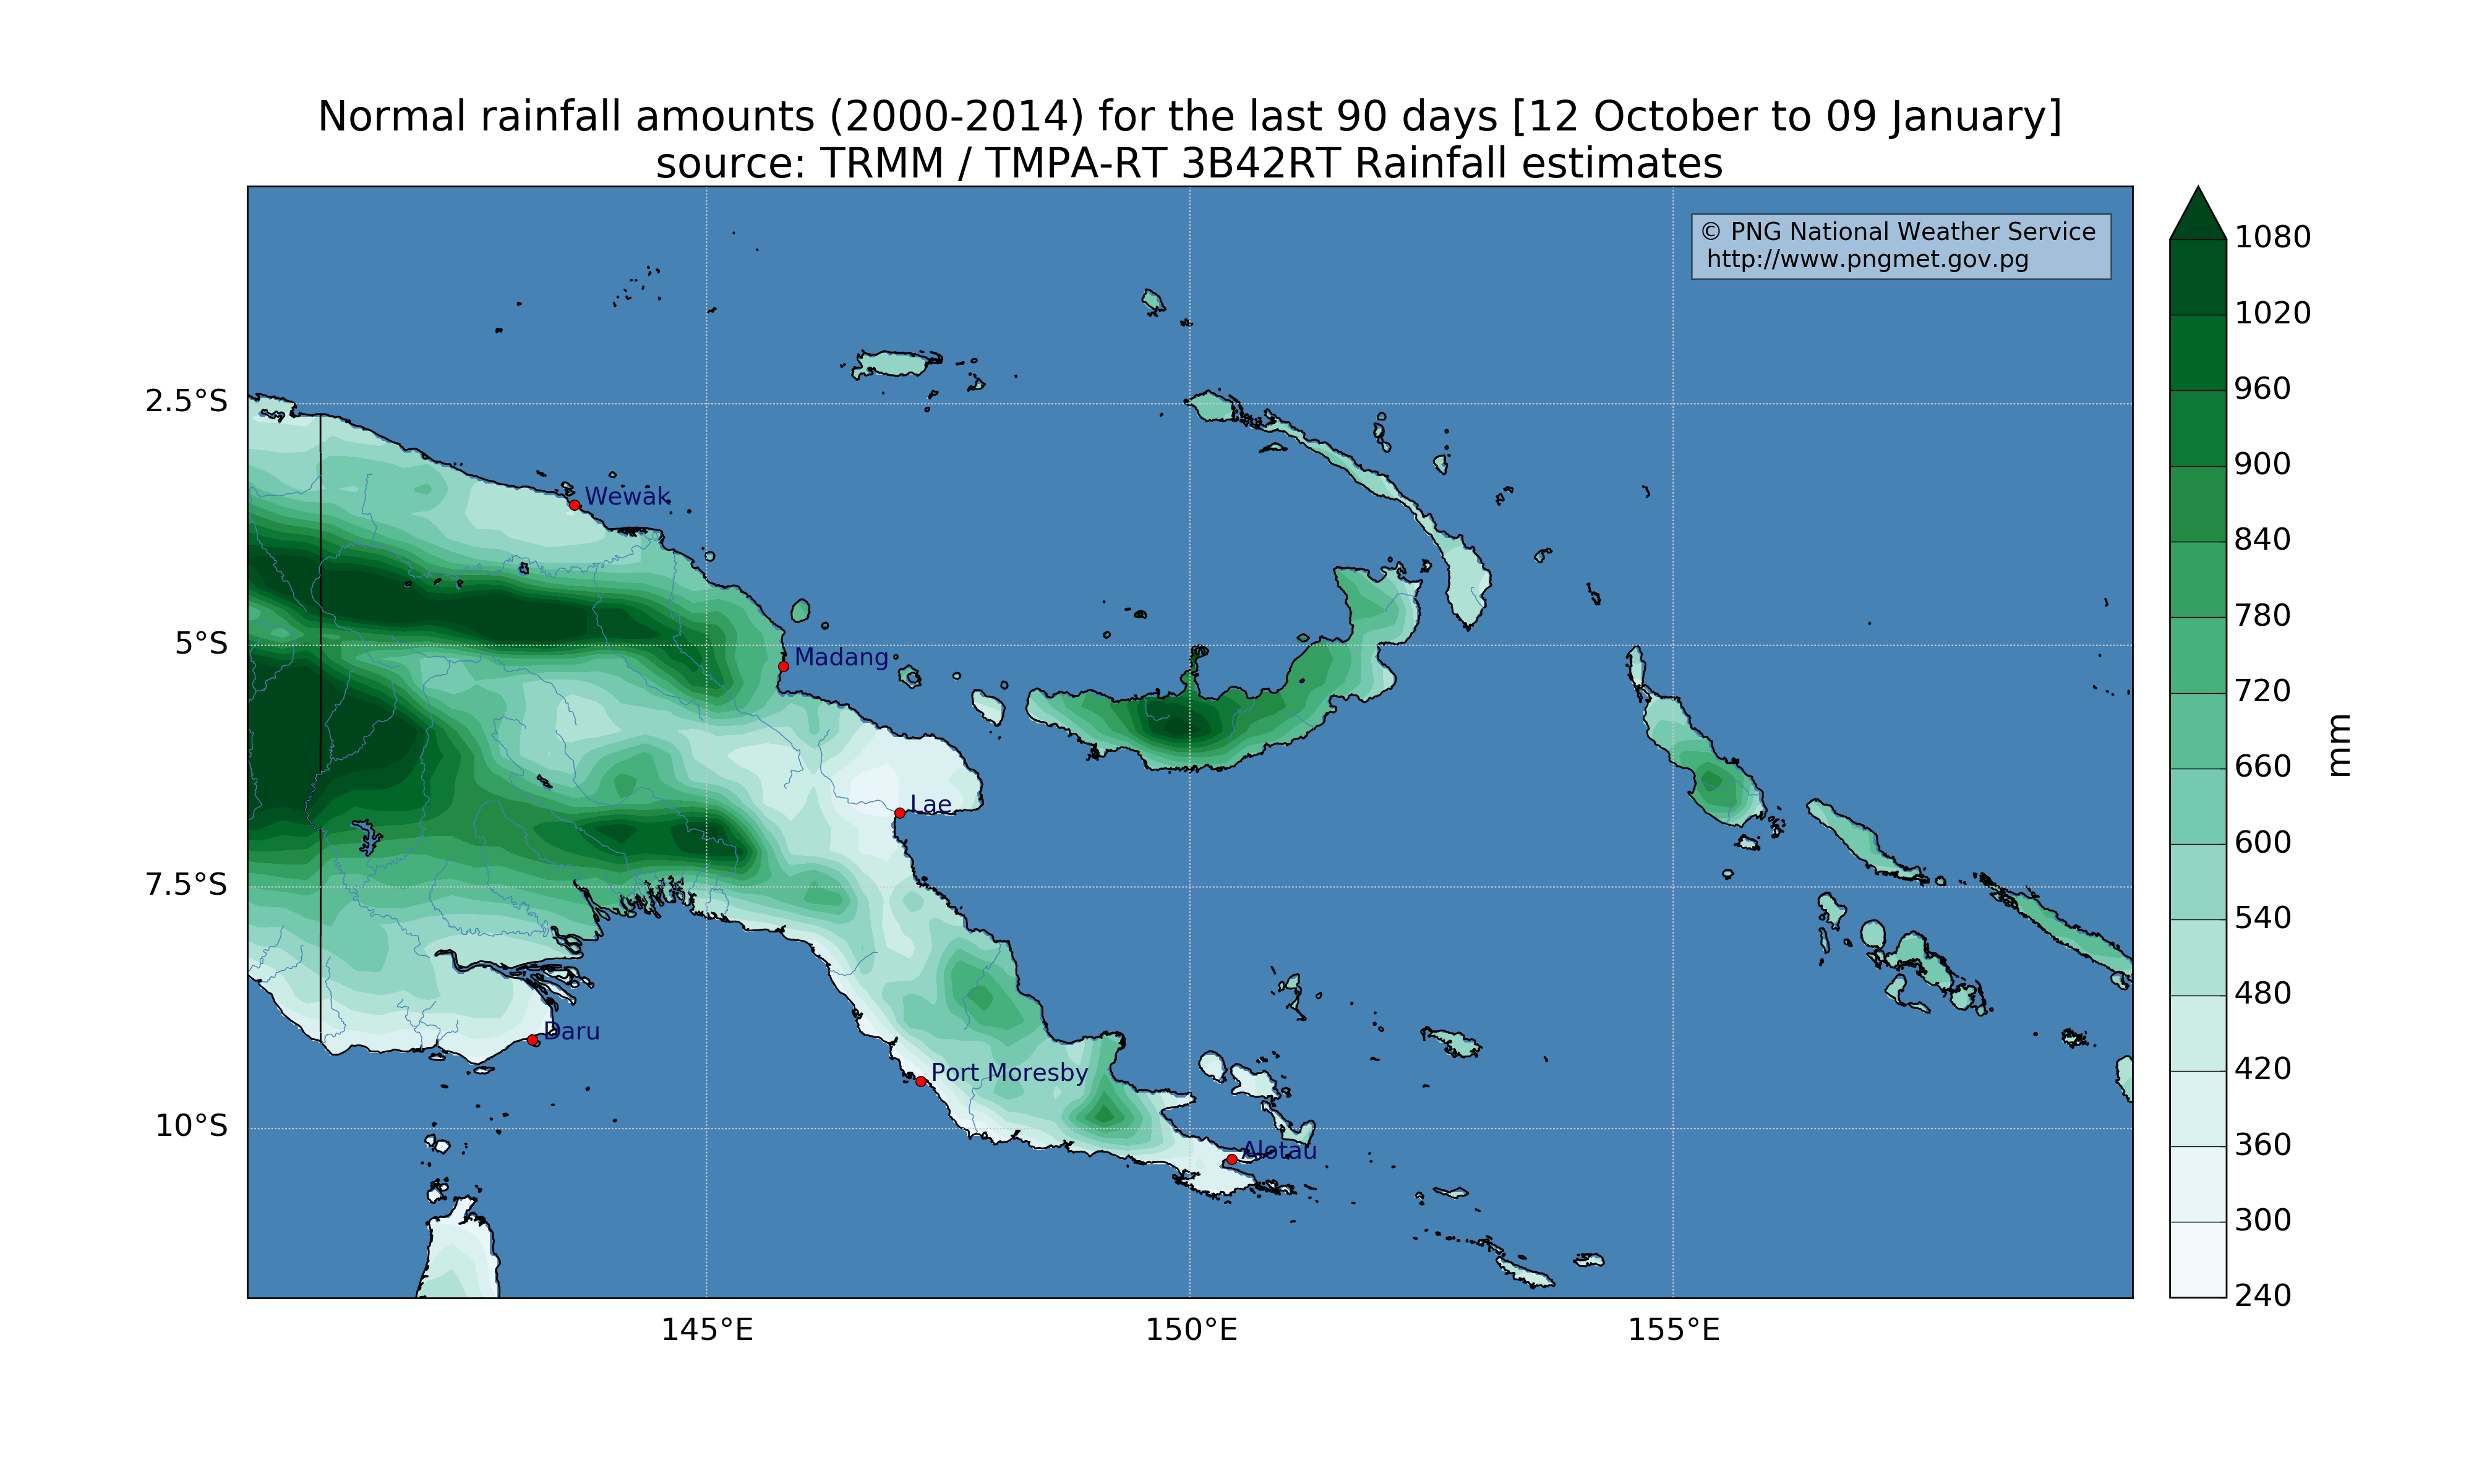 Normal rainfall amounts (2000-2014) for the last 90 days [12 October to 09 January]
source: TRMM / TMPA-RT 3B42RT Rainfall estimates
© PNG National Weather Service
http://www.pngmet.gov.pg
1080
1020
960
900
840
780
720
660
600
540
480
420
360
300
240
mm
2.5°S
5°S
7.5°S
10°S
Wewak
Madang
Lae
Daru
Port Moresby
Alotau
145°E
150°E
155°E